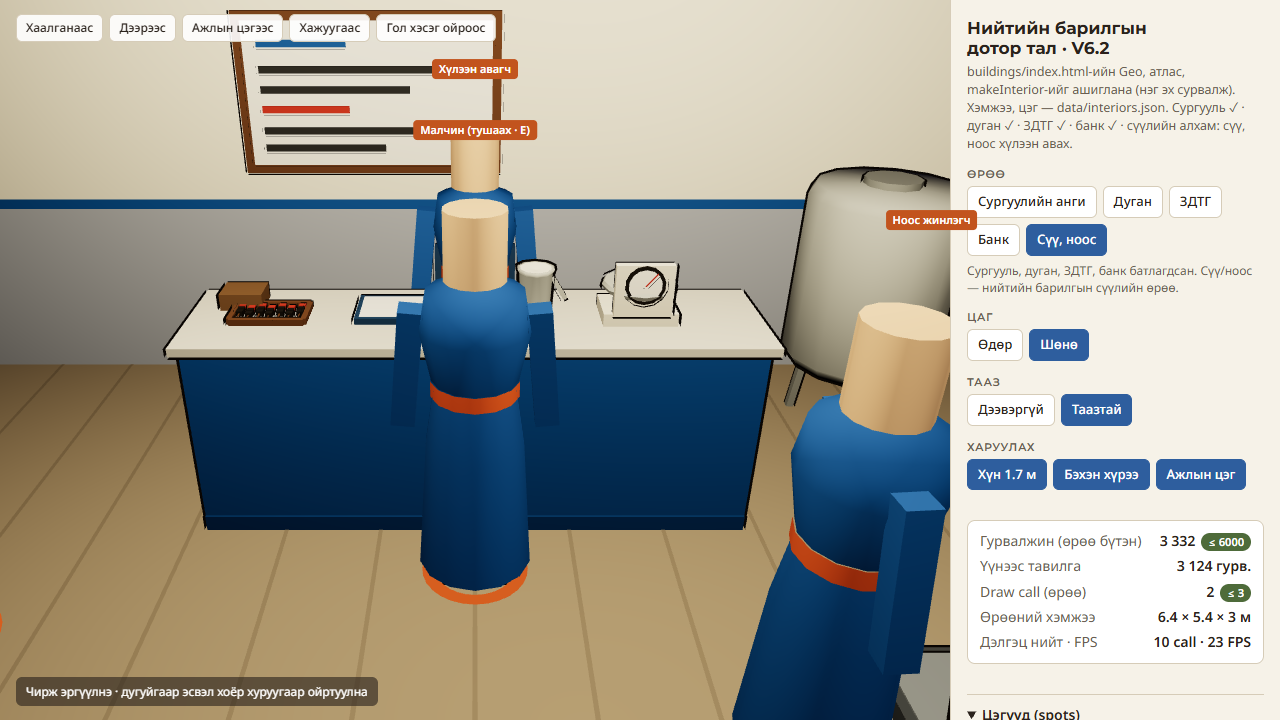 Хаалганаас
Дээрээс
Ажлын цэгээс
Хажуугаас
Гол хэсэг ойроос
Хүлээн авагч
Малчин (тушаах · E)
Ноос жинлэгч
Чирж эргүүлнэ · дугуйгаар эсвэл хоёр хуруугаар ойртуулна
Нийтийн барилгын
дотор тал · V6.2
buildings/index.html-ийн Geo, атлас,
makeInterior-ийг ашиглана (нэг эх сурвалж).
Хэмжээ, цэг — data/interiors.json. Сургууль ✓ ·
дуган ✓ · ЗДТГ ✓ · банк ✓ · сүүлийн алхам: сүү,
ноос хүлээн авах.
ӨРӨӨ
Сургуулийн анги
Дуган
ЗДТГ
Банк
Сүү, ноос
Сургууль, дуган, ЗДТГ, банк батлагдсан. Сүү/ноос
— нийтийн барилгын сүүлийн өрөө.
ЦАГ
Өдөр
Шөнө
ТААЗ
Дээвэргүй
Таазтай
ХАРУУЛАХ
Хүн 1.7 м
Бэхэн хүрээ
Ажлын цэг
Гурвалжин (өрөө бүтэн) 3 332 ≤ 6000
Үүнээс тавилга 3 124 гурв.
Draw call (өрөө) 2 ≤ 3
Өрөөний хэмжээ 6.4 × 5.4 × 3 м
Дэлгэц нийт · FPS 10 call · 23 FPS
▼ Цэгүүд (spots)